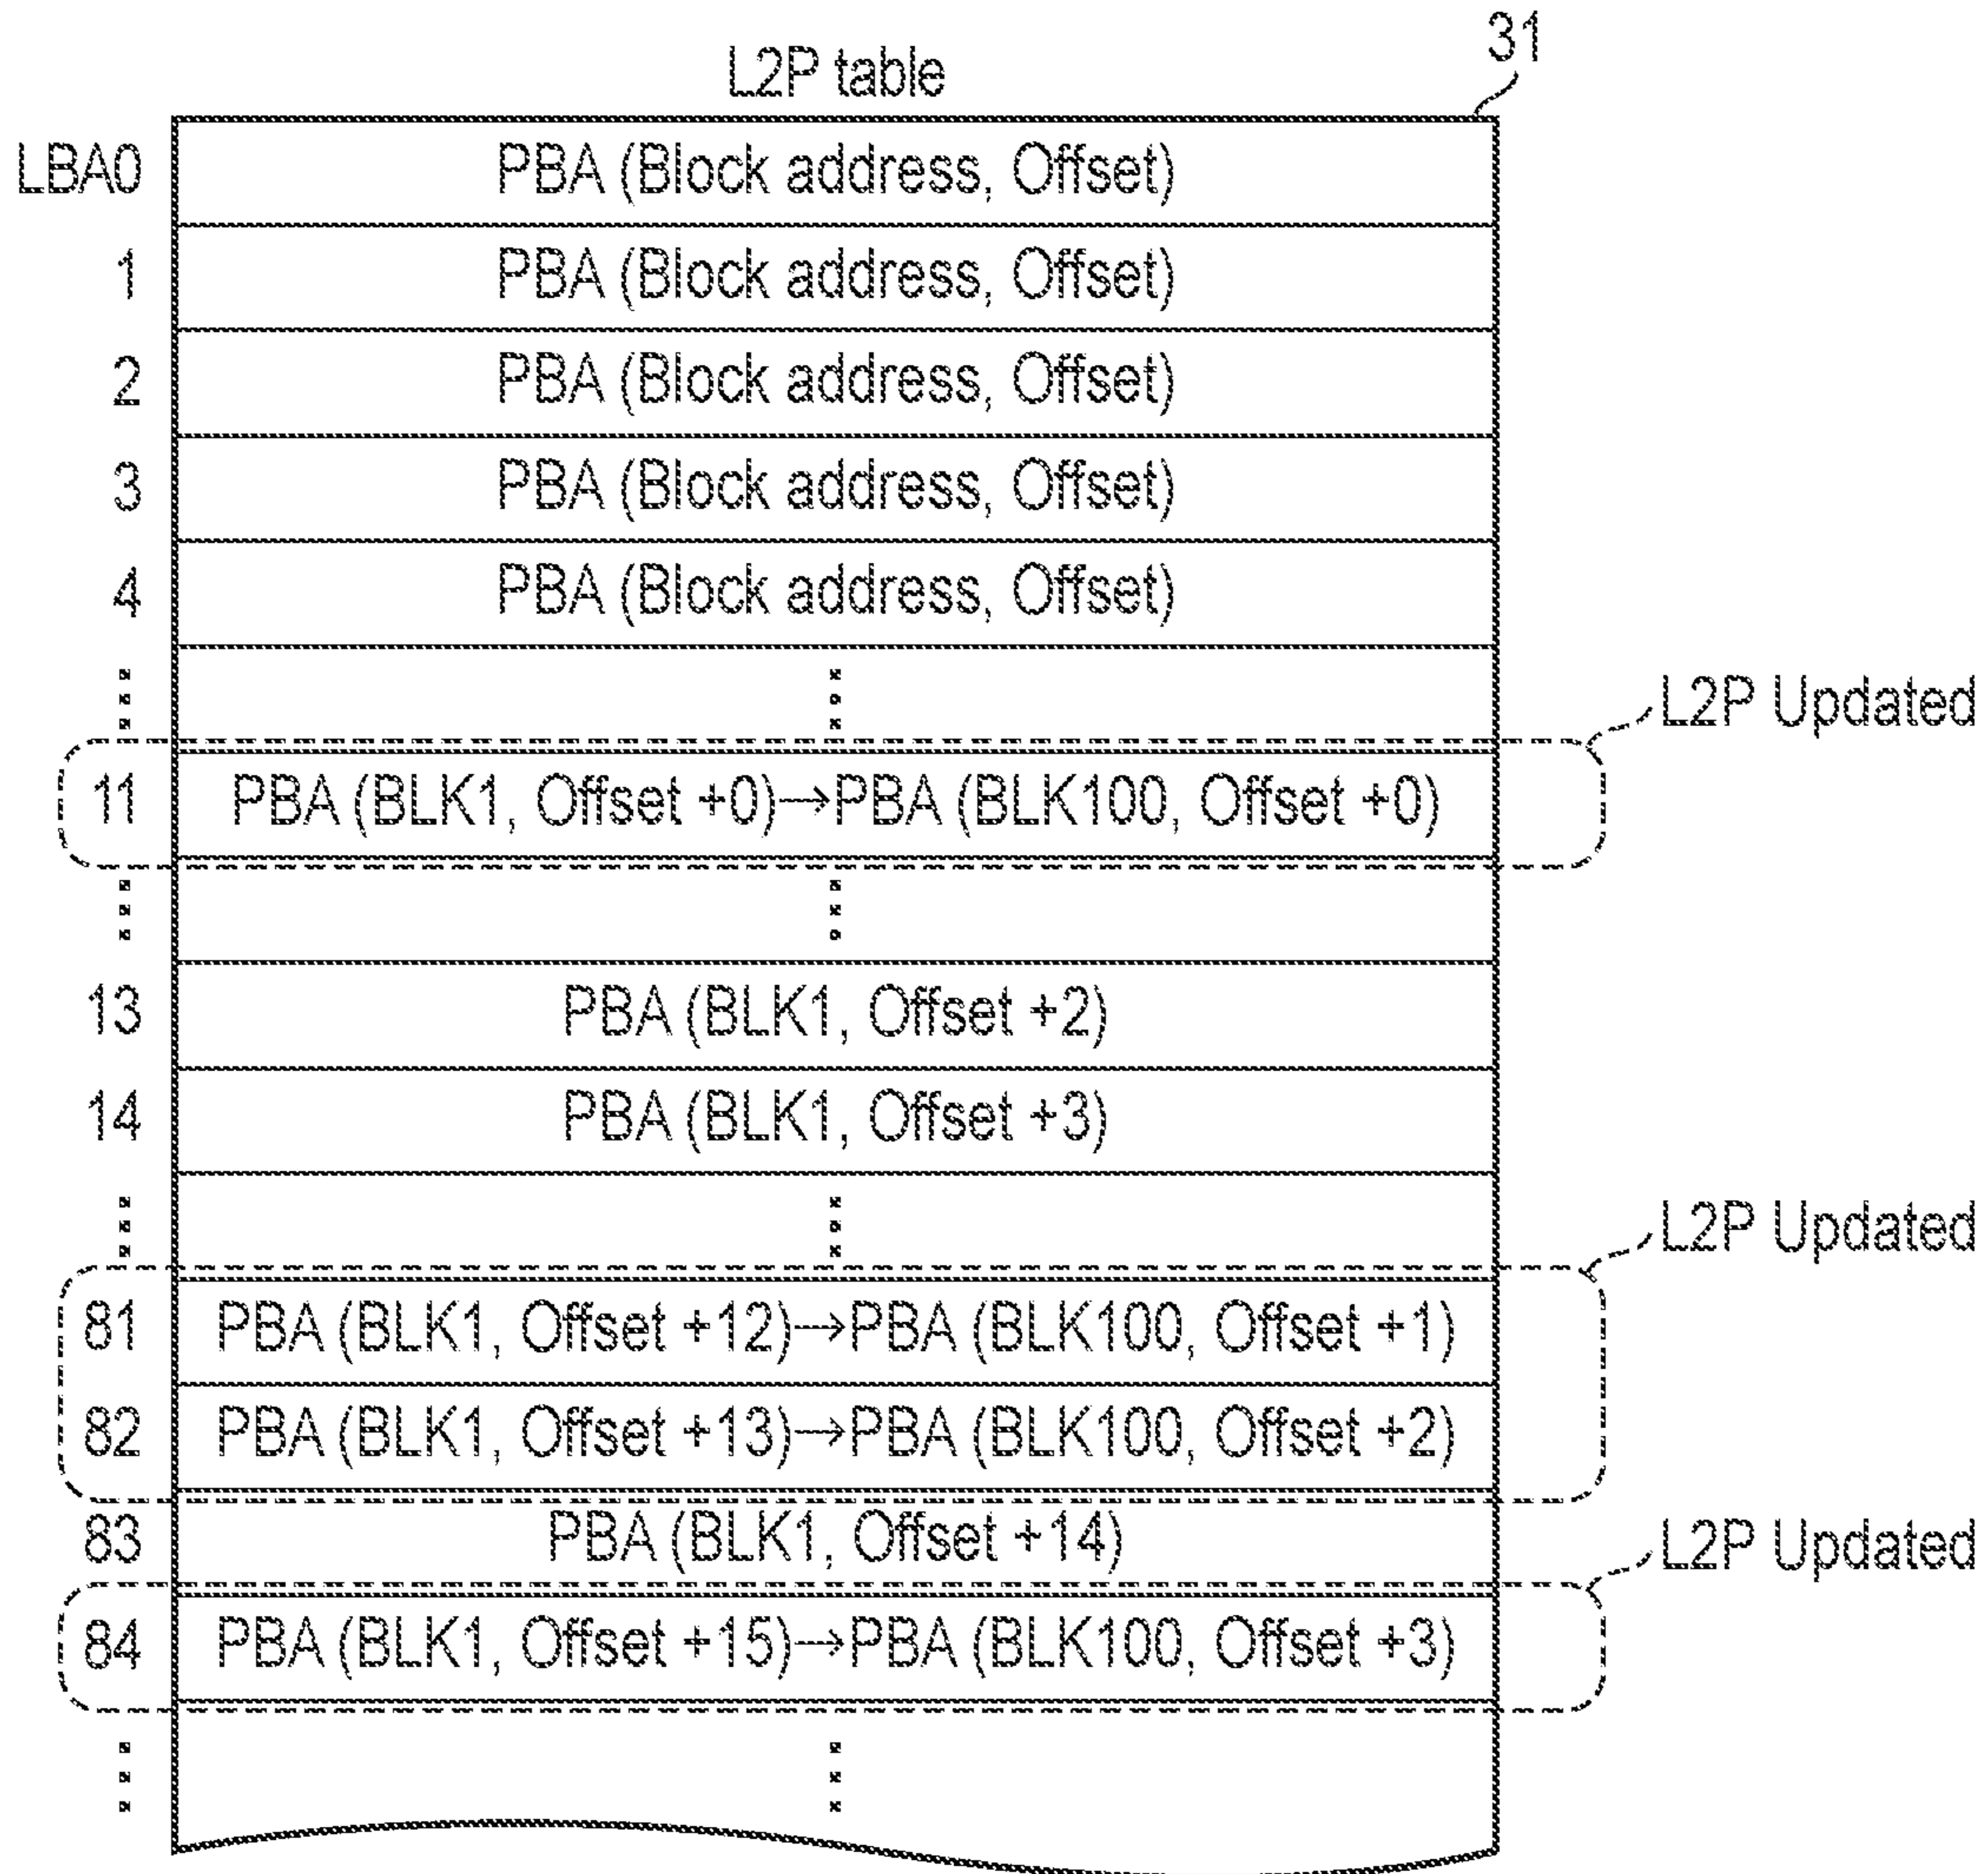 31
L2P table
LBA0 PBA (Block address, Offset)
1 PBA (Block address, Offset)
2 PBA (Block address, Offset)
3 PBA (Block address, Offset)
4 PBA (Block address, Offset)
L2P Updated
11 PBA (BLK1, Offset +0)→PBA (BLK100, Offset +0)
13 PBA (BLK1, Offset +2)
14 PBA (BLK1, Offset +3)
L2P Updated
81 PBA (BLK1, Offset +12)→PBA (BLK100, Offset +1)
82 PBA (BLK1, Offset +13)→PBA (BLK100, Offset +2)
83 PBA (BLK1, Offset +14)
L2P Updated
84 PBA (BLK1, Offset +15)→PBA (BLK100, Offset +3)